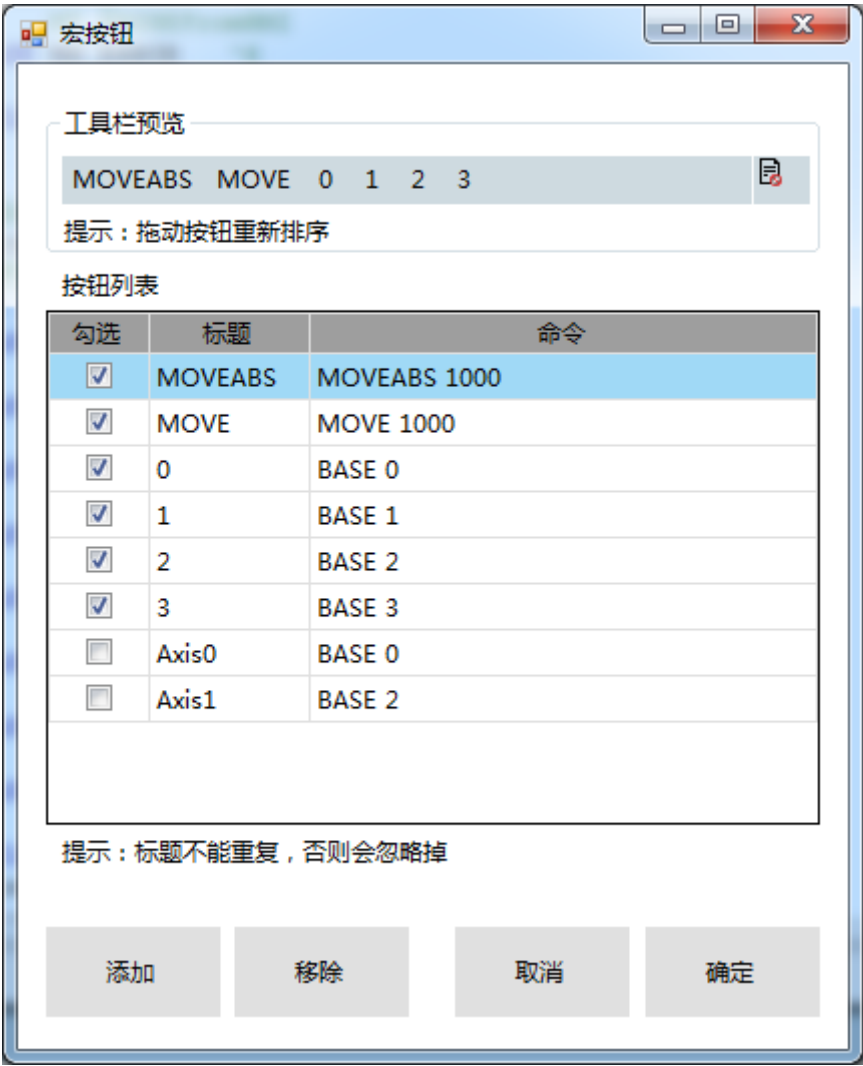 宏按钮
工具栏预览
MOVEABS MOVE 0 1 2 3
提示：拖动按钮重新排序
按钮列表
勾选 标题 命令
MOVEABS MOVEABS 1000
MOVE MOVE 1000
0 BASE 0
1 BASE 1
2 BASE 2
3 BASE 3
Axis0 BASE 0
Axis1 BASE 2
提示：标题不能重复，否则会忽略掉
添加 移除 取消 确定